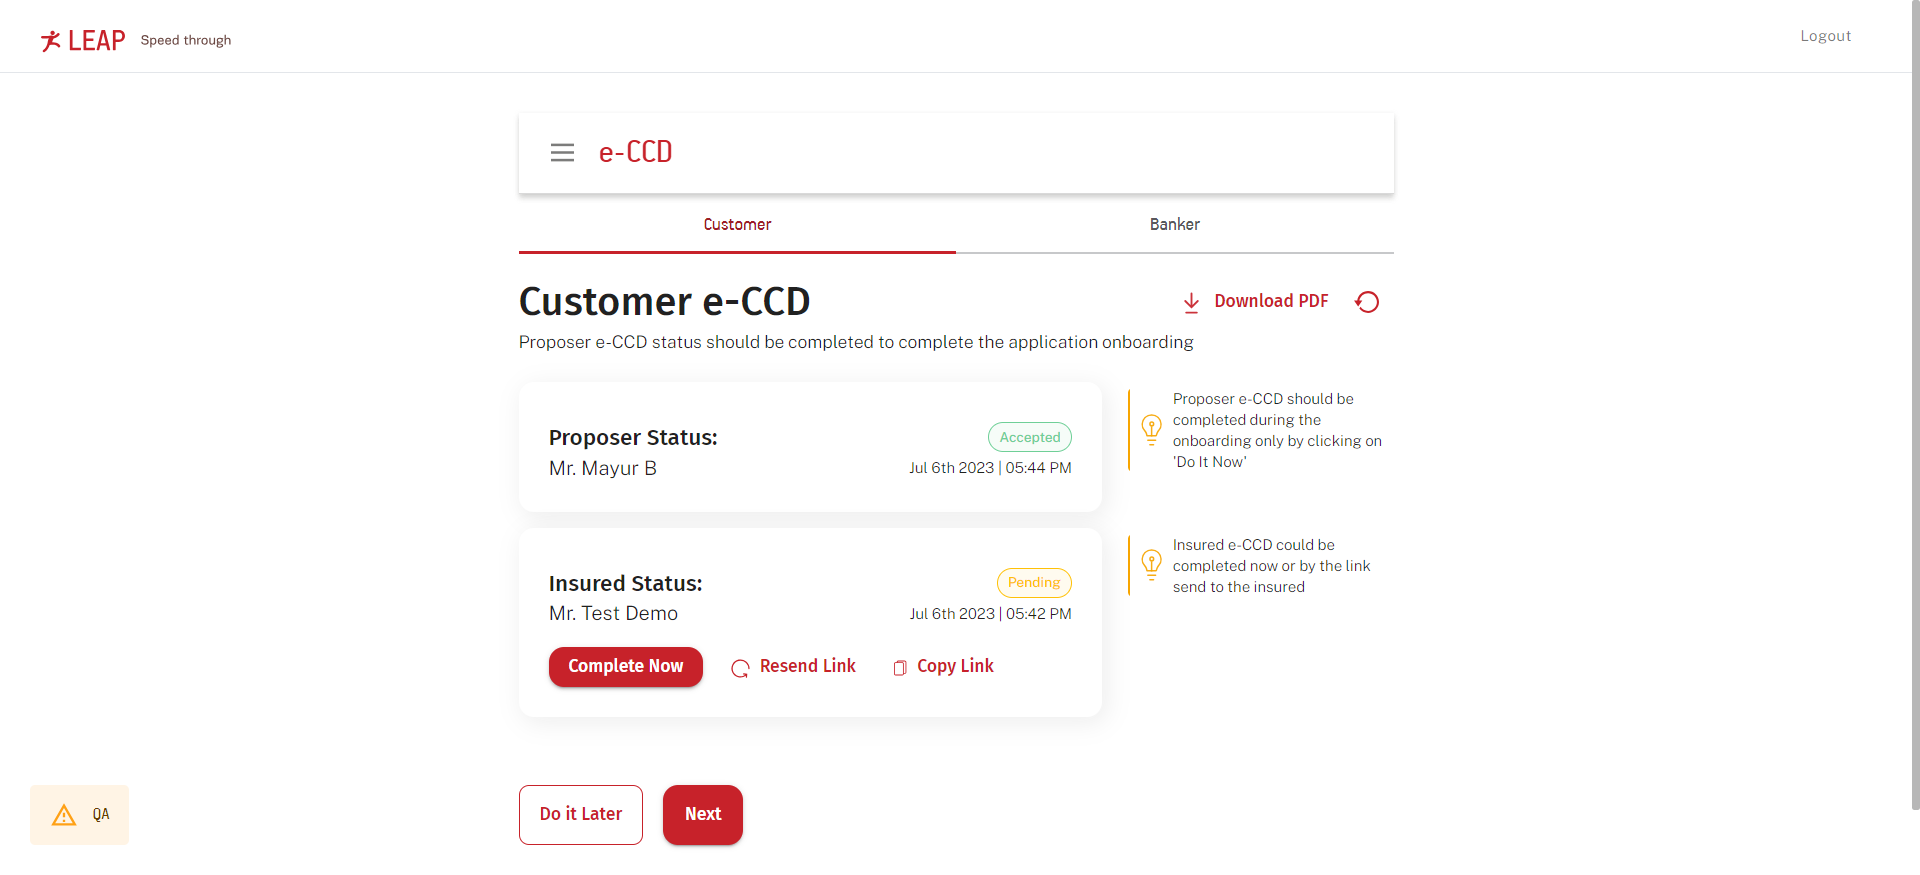 LEAP Speed through
Logout
e-CCD
Customer
Banker
Customer e-CCD
Download PDF
Proposer e-CCD status should be completed to complete the application onboarding
Proposer Status:
Accepted
Mr. Mayur B
Jul 6th 2023 | 05:44 PM
Proposer e-CCD should be
completed during the
onboarding only by clicking on
'Do It Now'
Insured Status:
Pending
Mr. Test Demo
Jul 6th 2023 | 05:42 PM
Complete Now
Resend Link
Copy Link
Insured e-CCD could be
completed now or by the link
send to the insured
Do it Later
Next
QA